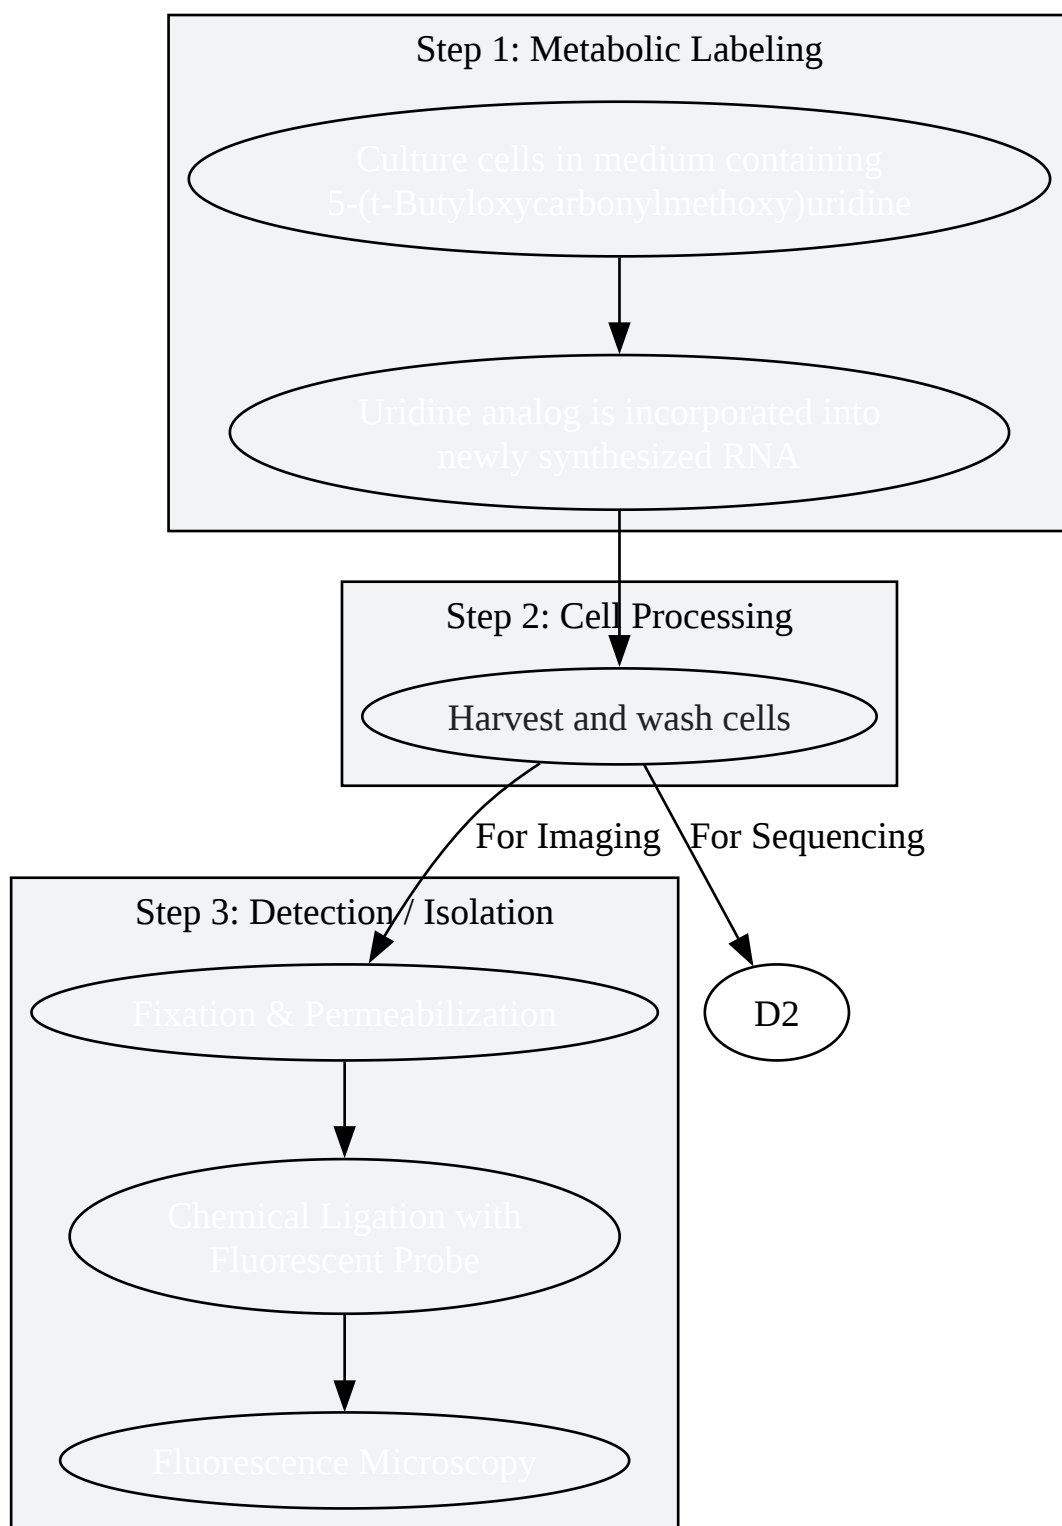 Step 1: Metabolic Labeling
Culture cells in medium containing
5-(t-Butyloxycarbonylmethoxy)uridine
Uridine analog is incorporated into
newly synthesized RNA
Step 2: Cell Processing
Harvest and wash cells
For Imaging
For Sequencing
Step 3: Detection / Isolation
Fixation & Permeabilization
D2
Chemical Ligation with
Fluorescent Probe
Fluorescence Microscopy